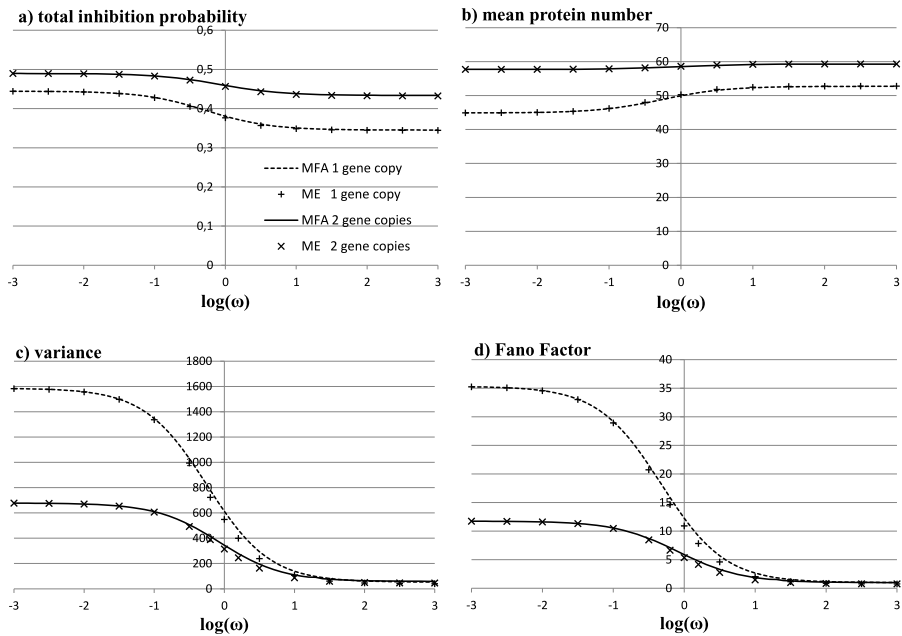 a) total inhibition probability
0,6
0,5
0,4
0,3
0,2
0,1
0
-3 -2 -1 0 1 2 3
log(ω)
MFA 1 gene copy
ME 1 gene copy
MFA 2 gene copies
ME 2 gene copies
b) mean protein number
70
60
50
40
30
20
10
0
-3 -2 -1 0 1 2 3
log(ω)
c) variance
1800
1600
1400
1200
1000
800
600
400
200
0
-3 -2 -1 0 1 2 3
log(ω)
d) Fano Factor
40
35
30
25
20
15
10
5
0
-3 -2 -1 0 1 2 3
log(ω)